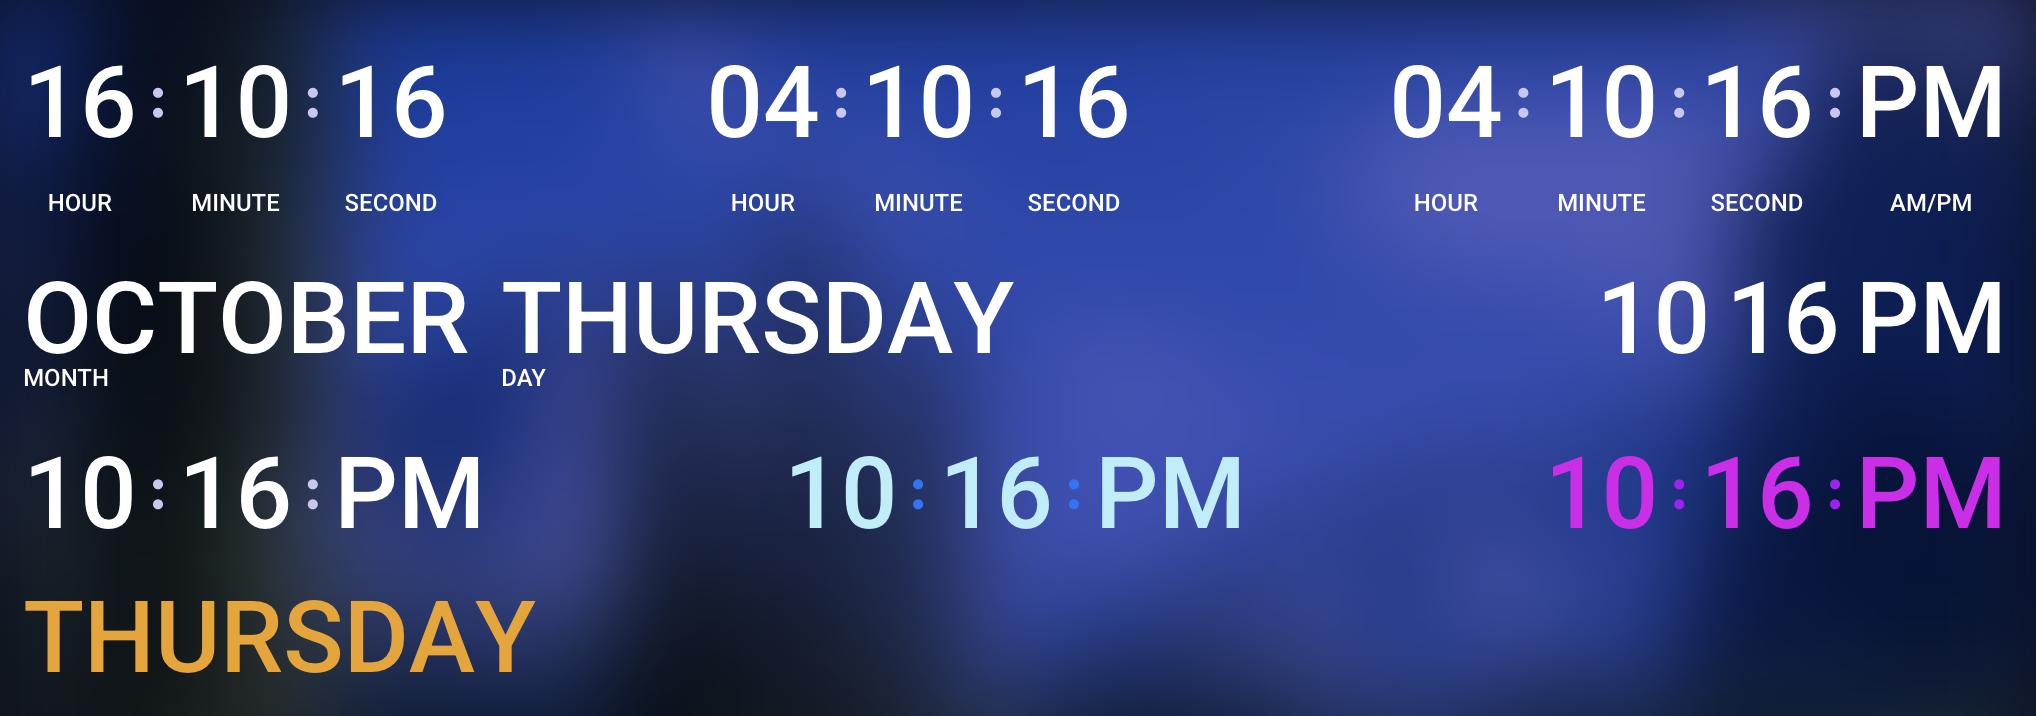 16:10:16 04:10:16 04:10:16:PM
HOUR MINUTE SECOND HOUR MINUTE SECOND HOUR MINUTE SECOND AM/PM
OCTOBER THURSDAY 10 16 PM
MONTH DAY
10:16:PM 10:16:PM 10:16:PM
THURSDAY